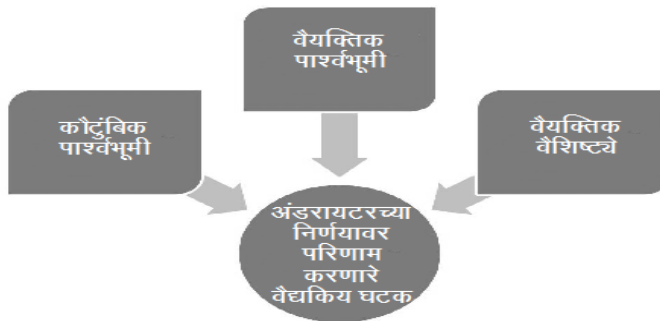 वैयक्तिक
पार्श्वभूमी
कौटुंबिक
पार्श्वभूमी
वैयक्तिक
वैशिष्ट्ये
अंडरायटरच्या
निर्णयावर
परिणाम
करणारे
वैद्यकिय घटक